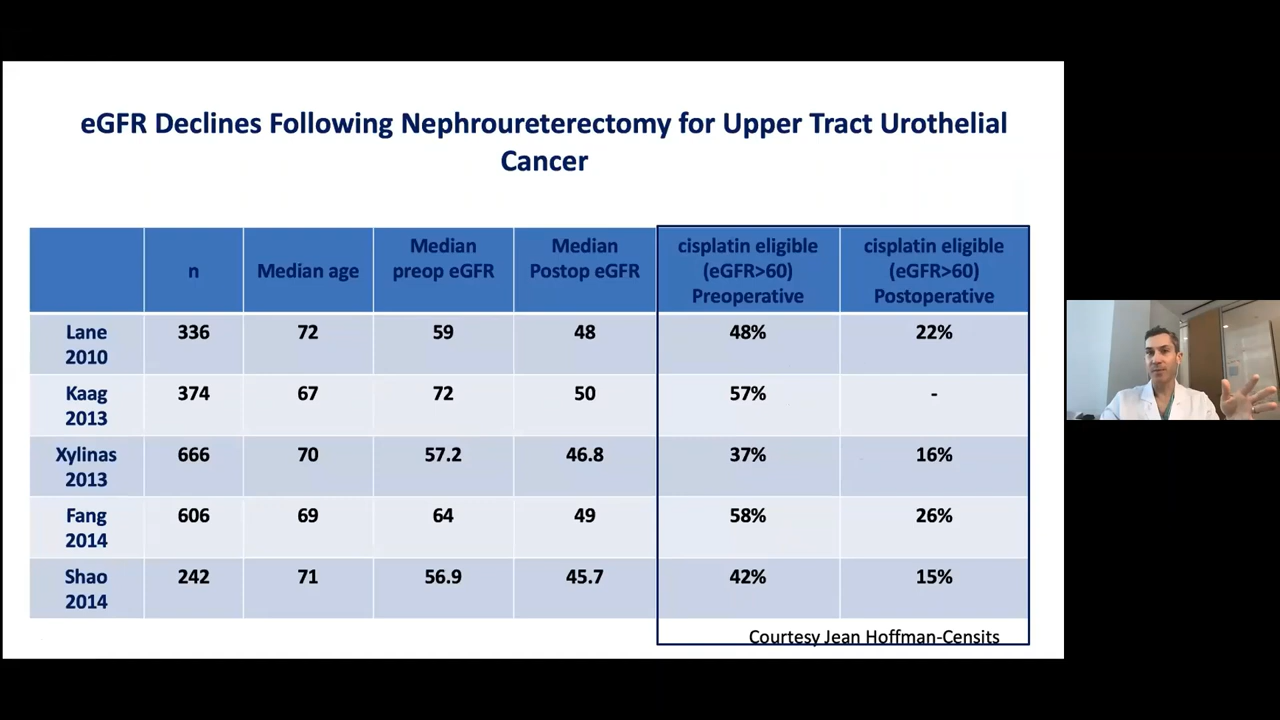 eGFR Declines Following Nephroureterectomy for Upper Tract Urothelial
Cancer
n
Median age
Median
preop eGFR
Median
Postop eGFR
cisplatin eligible
(eGFR>60)
Preoperative
cisplatin eligible
(eGFR>60)
Postoperative
Lane
2010
336
72
59
48
48%
22%
Kaag
2013
374
67
72
50
57%
-
Xylinas
2013
666
70
57.2
46.8
37%
16%
Fang
2014
606
69
64
49
58%
26%
Shao
2014
242
71
56.9
45.7
42%
15%
Courtesy Jean Hoffman-Censits